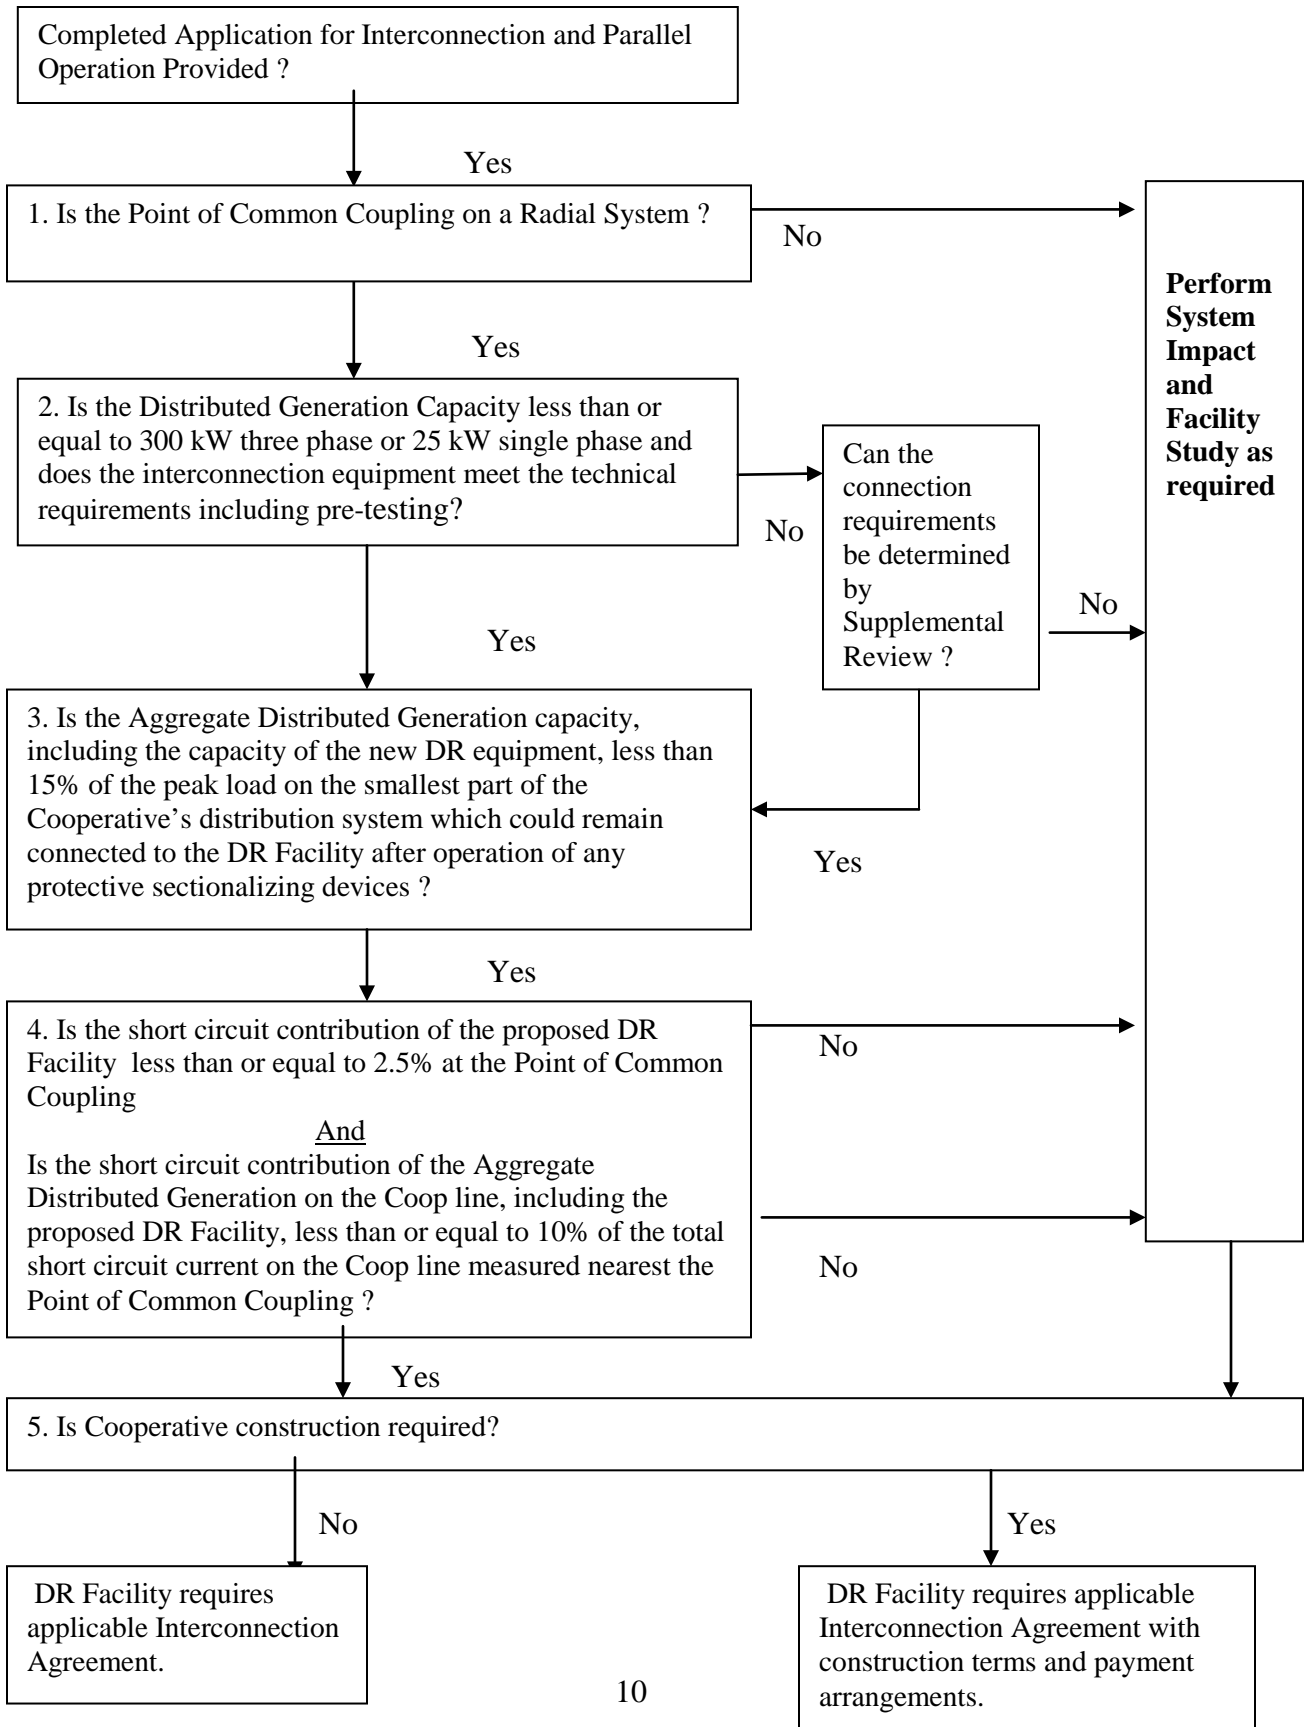 Completed Application for Interconnection and Parallel
Operation Provided ?
Yes
1. Is the Point of Common Coupling on a Radial System ?
No
Perform
System
Impact
and
Facility
Study as
required
Yes
2. Is the Distributed Generation Capacity less than or
equal to 300 kW three phase or 25 kW single phase and
does the interconnection equipment meet the technical
requirements including pre-testing?
No
Can the
connection
requirements
be determined
by
Supplemental
Review ?
No
Yes
Yes
3. Is the Aggregate Distributed Generation capacity,
including the capacity of the new DR equipment, less than
15% of the peak load on the smallest part of the
Cooperative’s distribution system which could remain
connected to the DR Facility after operation of any
protective sectionalizing devices ?
Yes
4. Is the short circuit contribution of the proposed DR
Facility less than or equal to 2.5% at the Point of Common
Coupling
And
Is the short circuit contribution of the Aggregate
Distributed Generation on the Coop line, including the
proposed DR Facility, less than or equal to 10% of the total
short circuit current on the Coop line measured nearest the
Point of Common Coupling ?
No
No
Yes
5. Is Cooperative construction required?
No
Yes
DR Facility requires
applicable Interconnection
Agreement.
DR Facility requires applicable
Interconnection Agreement with
construction terms and payment
arrangements.
10